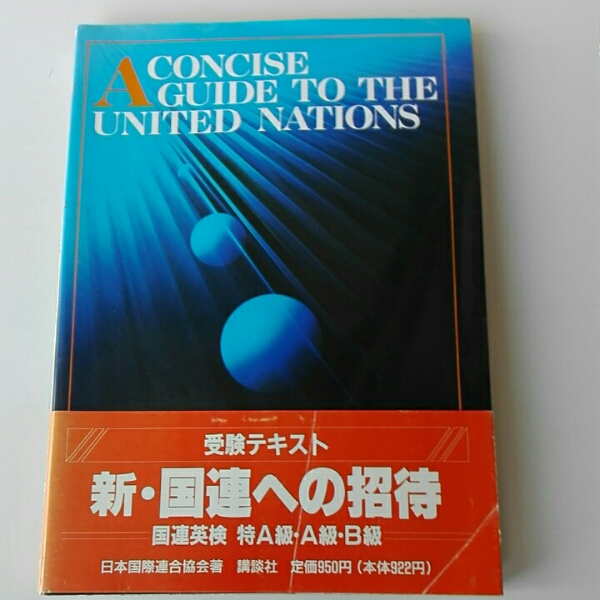 A CONCISE
GUIDE TO THE
UNITED NATIONS
受験テキスト
新・国連への招待
国連英検 特A級・A級・B級
日本国際連合協会著 講談社 定価950円(本体922円)